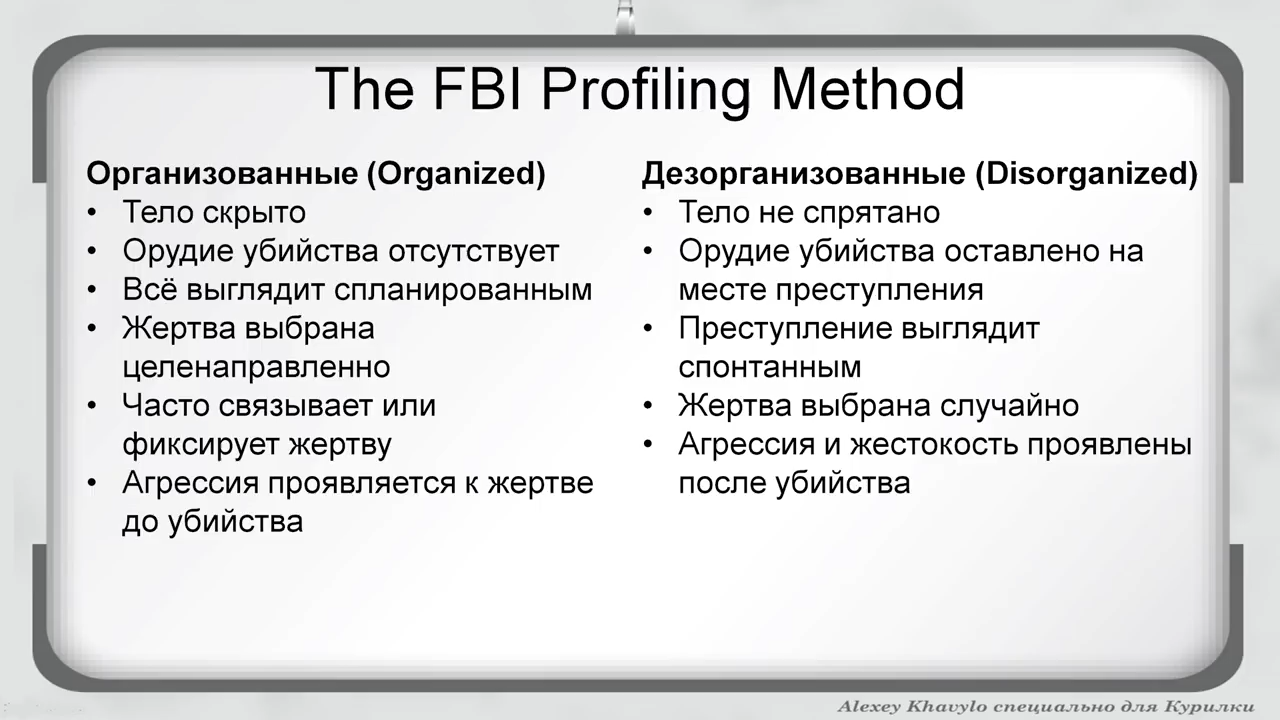 The FBI Profiling Method
Организованные (Organized)
• Тело скрыто
• Орудие убийства отсутствует
• Всё выглядит спланированным
• Жертва выбрана
целенаправленно
• Часто связывает или
фиксирует жертву
• Агрессия проявляется к жертве
до убийства
Дезорганизованные (Disorganized)
• Тело не спрятано
• Орудие убийства оставлено на
месте преступления
• Преступление выглядит
спонтанным
• Жертва выбрана случайно
• Агрессия и жестокость проявлены
после убийства
Alexey Khavylo специально для Курилки